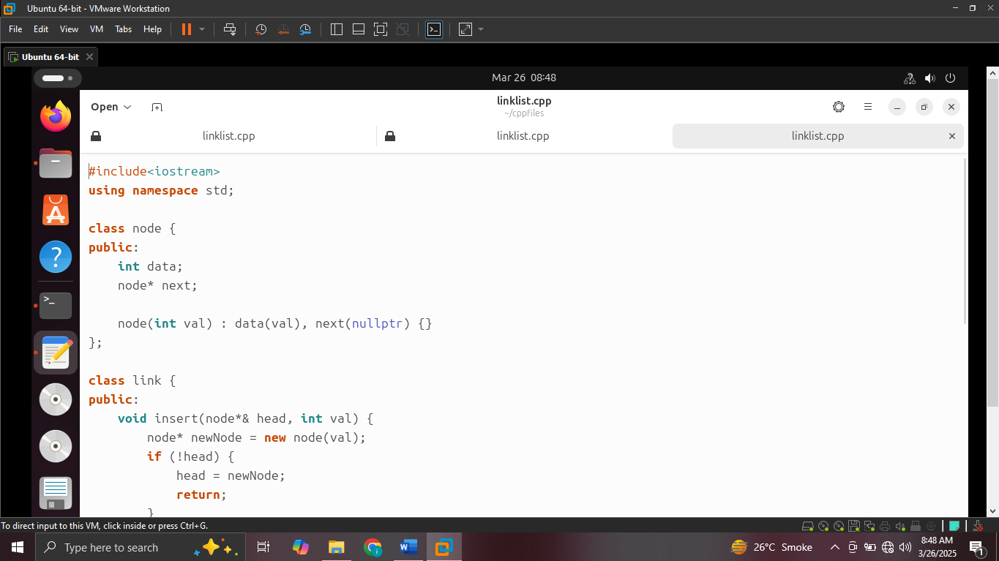 Ubuntu 64-bit - VMware Workstation
File Edit View VM Tabs Help
Ubuntu 64-bit
Mar 26 08:48
Open
linklist.cpp
~/cppfiles
linklist.cpp linklist.cpp linklist.cpp
#include<iostream>
using namespace std;
class node {
public:
    int data;
    node* next;
    node(int val) : data(val), next(nullptr) {}
};
class link {
public:
    void insert(node*& head, int val) {
        node* newNode = new node(val);
        if (!head) {
            head = newNode;
            return;
        }
To direct input to this VM, click inside or press Ctrl+G.
Type here to search
26°C Smoke
8:48 AM
3/26/2025
1